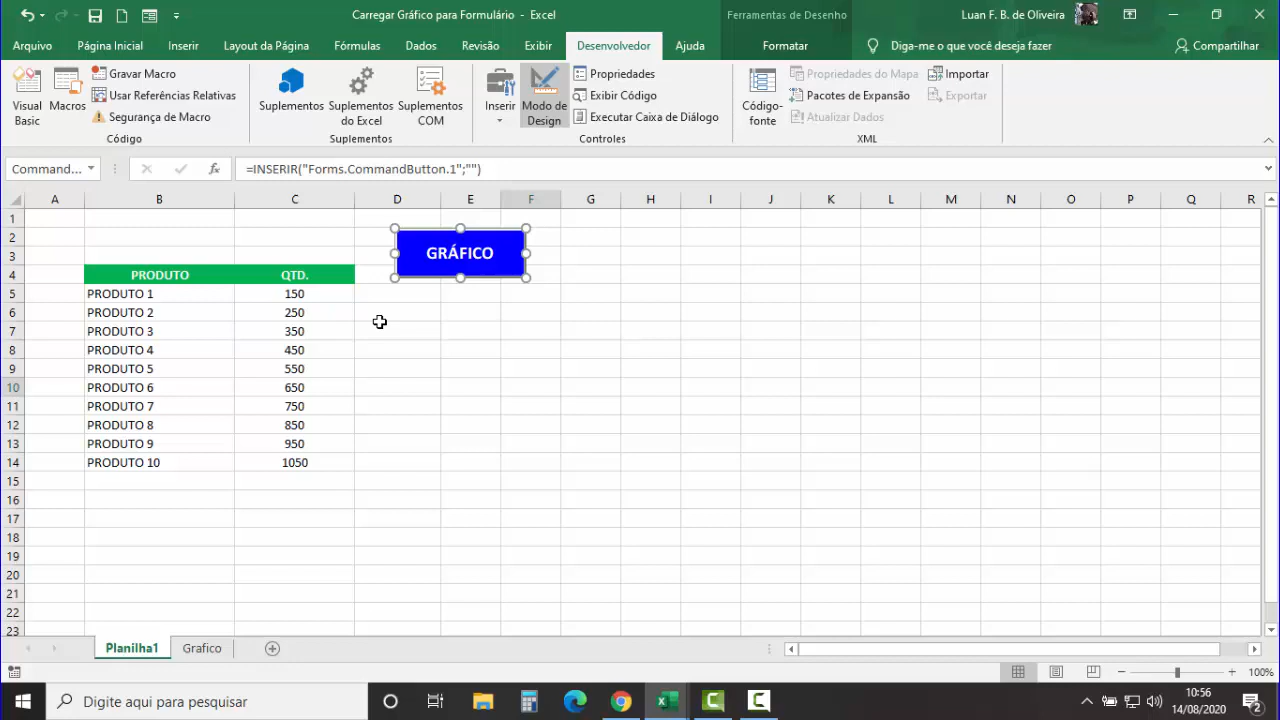 Carregar Gráfico para Formulário - Excel
Ferramentas de Desenho
Luan F. B. de Oliveira
Arquivo
Página Inicial
Inserir
Layout da Página
Fórmulas
Dados
Revisão
Exibir
Desenvolvedor
Ajuda
Formatar
Diga-me o que você deseja fazer
Compartilhar
Visual
Basic
Macros
Gravar Macro
Usar Referências Relativas
Segurança de Macro
Código
Suplementos
Suplementos
do Excel
Suplementos
COM
Suplementos
Inserir
Modo de
Design
Propriedades
Exibir Código
Executar Caixa de Diálogo
Controles
Código-
fonte
Propriedades do Mapa
Pacotes de Expansão
Atualizar Dados
Importar
Exportar
XML
Command...
fx
=INSERIR("Forms.CommandButton.1";"")
A B C D E F G H I J K L M N O P Q R
1
2
GRÁFICO
3
4 PRODUTO QTD.
5 PRODUTO 1 150
6 PRODUTO 2 250
7 PRODUTO 3 350
8 PRODUTO 4 450
9 PRODUTO 5 550
10 PRODUTO 6 650
11 PRODUTO 7 750
12 PRODUTO 8 850
13 PRODUTO 9 950
14 PRODUTO 10 1050
15
16
17
18
19
20
21
22
23
Planilha1
Grafico
100%
Digite aqui para pesquisar
10:56
14/08/2020
2